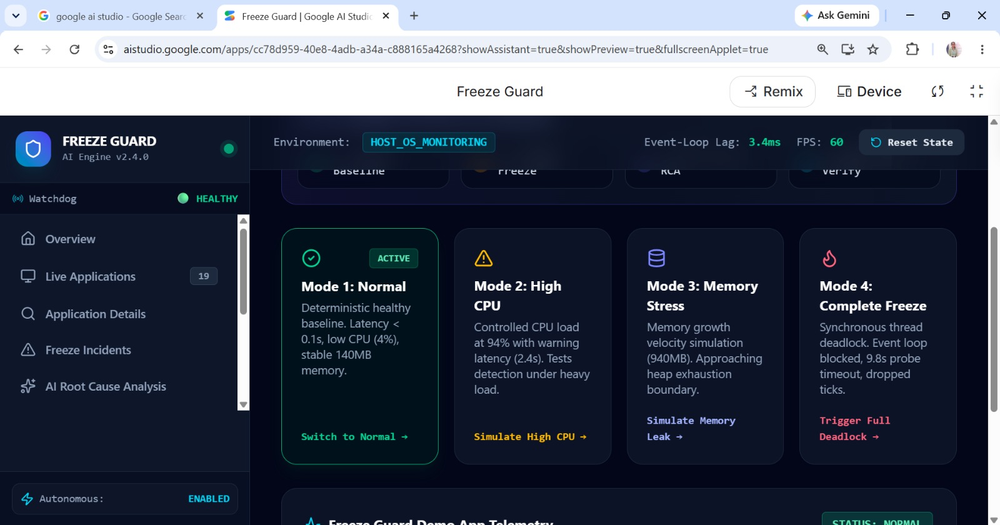 google ai studio - Google Sear
Freeze Guard | Google AI Studi
Ask Gemini
aistudio.google.com/apps/cc78d959-40e8-4adb-a34a-c888165a4268?showAssistant=true&showPreview=true&fullscreenApplet=true
Freeze Guard
Remix
Device
FREEZE GUARD
AI Engine v2.4.0
Watchdog
HEALTHY
Overview
Live Applications
19
Application Details
Freeze Incidents
AI Root Cause Analysis
Autonomous:
ENABLED
Environment:
HOST_OS_MONITORING
Event-Loop Lag: 3.4ms
FPS: 60
Reset State
Baseline
Freeze
RCA
Verify
ACTIVE
Mode 1: Normal
Deterministic healthy
baseline. Latency <
0.1s, low CPU (4%),
stable 140MB
memory.
Switch to Normal →
Mode 2: High
CPU
Controlled CPU load
at 94% with warning
latency (2.4s). Tests
detection under heavy
load.
Simulate High CPU →
Mode 3: Memory
Stress
Memory growth
velocity simulation
(940MB). Approaching
heap exhaustion
boundary.
Simulate Memory
Leak →
Mode 4:
Complete Freeze
Synchronous thread
deadlock. Event loop
blocked, 9.8s probe
timeout, dropped
ticks.
Trigger Full
Deadlock →
Freeze Guard Demo App Telemetry
STATUS: NORMAL